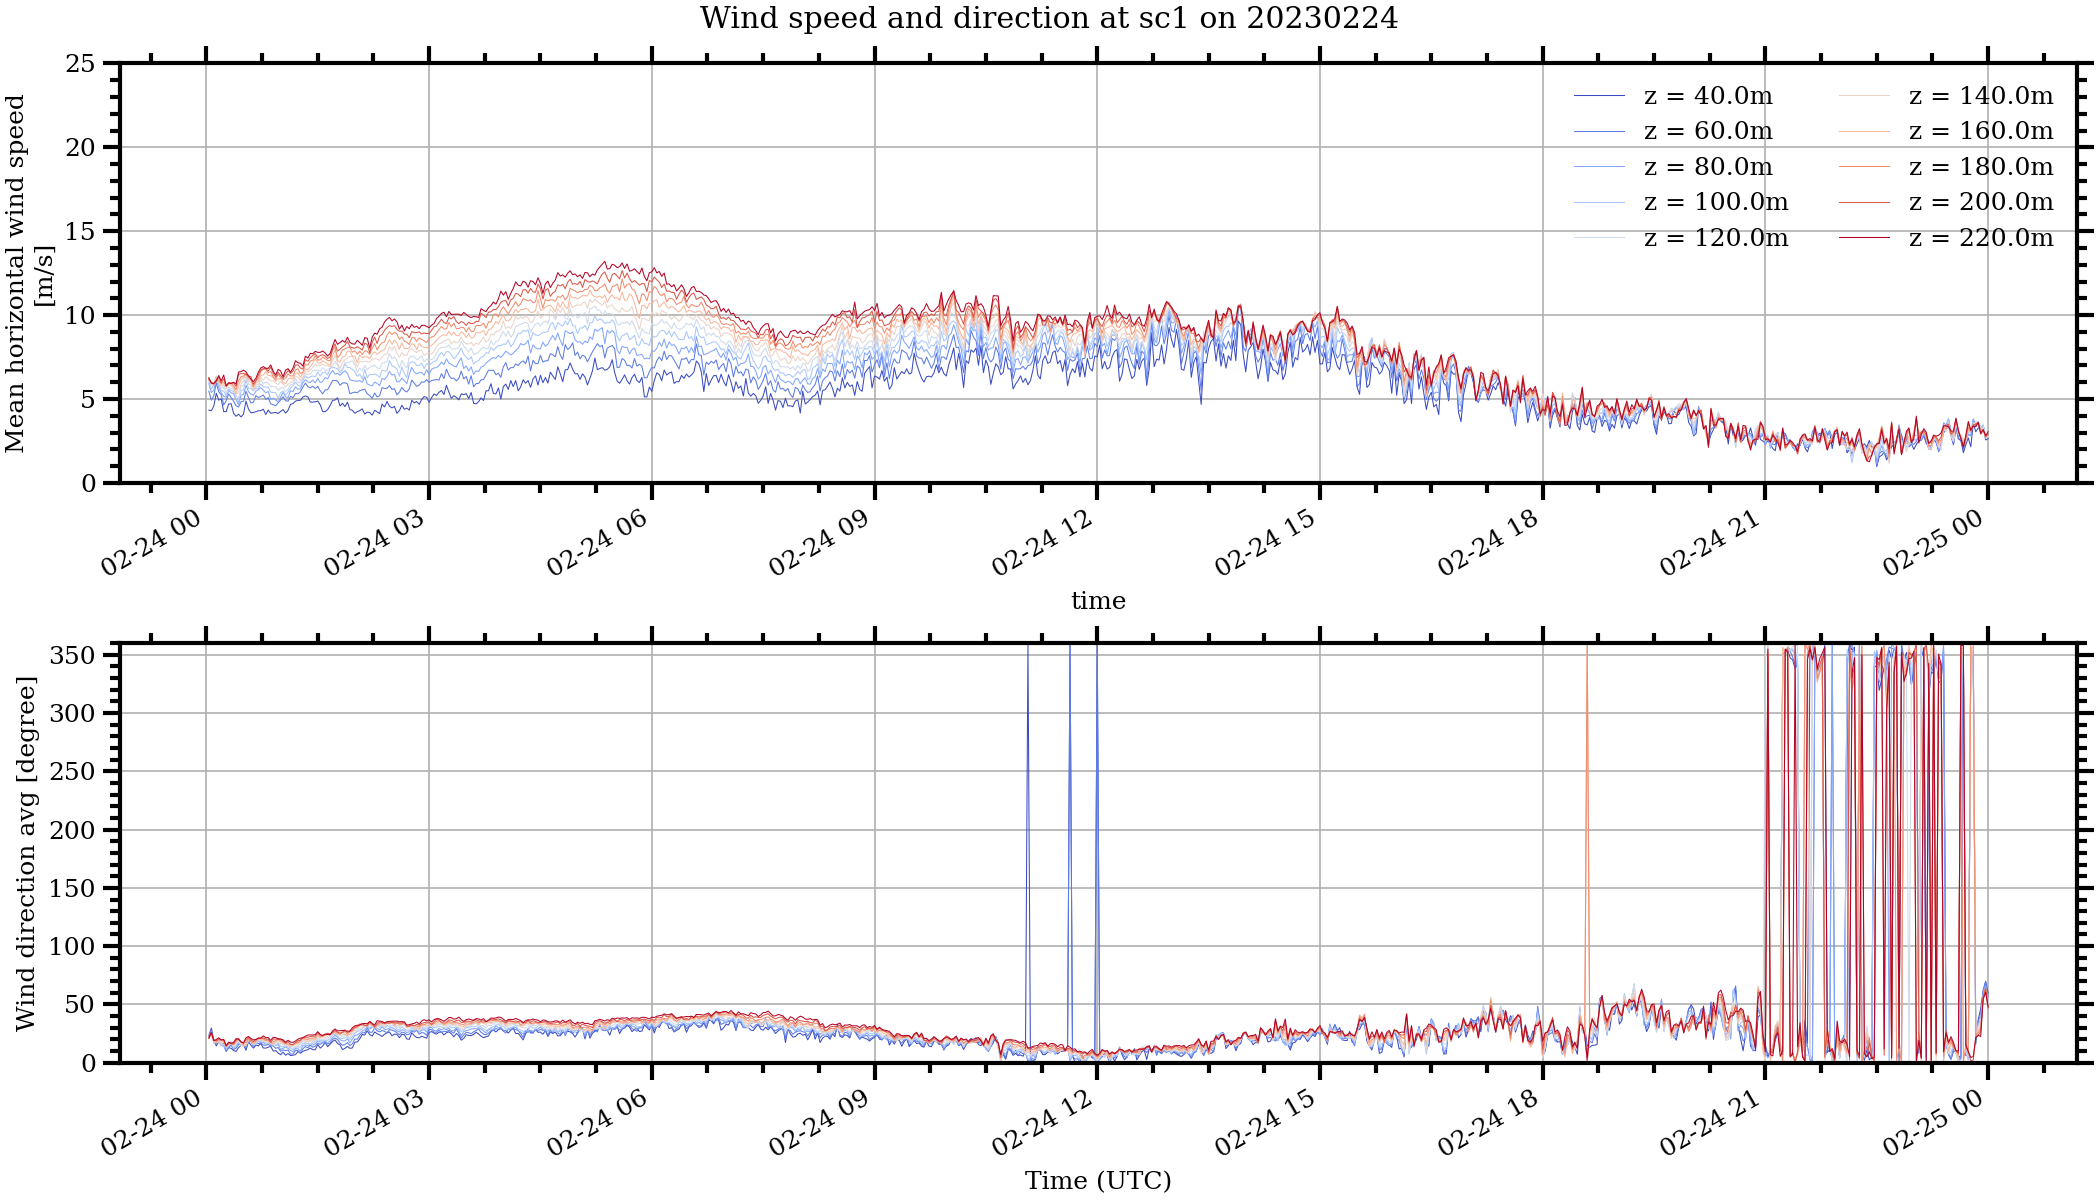 Wind speed and direction at sc1 on 20230224
Mean horizontal wind speed
[m/s]
25
20
15
10
5
0
z = 40.0m
z = 60.0m
z = 80.0m
z = 100.0m
z = 120.0m
z = 140.0m
z = 160.0m
z = 180.0m
z = 200.0m
z = 220.0m
02-24 00
02-24 03
02-24 06
02-24 09
02-24 12
02-24 15
02-24 18
02-24 21
02-25 00
time
Wind direction avg [degree]
350
300
250
200
150
100
50
0
02-24 00
02-24 03
02-24 06
02-24 09
02-24 12
02-24 15
02-24 18
02-24 21
02-25 00
Time (UTC)